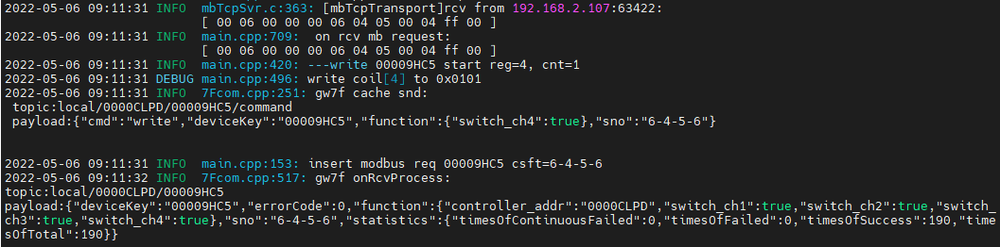 2022-05-06 09:11:31 INFO  mbTcpSvr.c:363: [mbTcpTransport]rcv from 192.168.2.107:63422:
[ 00 06 00 00 00 06 04 05 00 04 ff 00 ]
2022-05-06 09:11:31 INFO  main.cpp:709:  on rcv mb request:
[ 00 06 00 00 00 06 04 05 00 04 ff 00 ]
2022-05-06 09:11:31 INFO  main.cpp:420: ---write 00009HC5 start reg=4, cnt=1
2022-05-06 09:11:31 DEBUG main.cpp:496: write coil[4] to 0x0101
2022-05-06 09:11:31 INFO  7Fcom.cpp:251: gw7f cache snd:
topic:local/0000CLPD/00009HC5/command
payload:{"cmd":"write","deviceKey":"00009HC5","function":{"switch_ch4":true},"sno":"6-4-5-6"}
2022-05-06 09:11:31 INFO  main.cpp:153: insert modbus req 00009HC5 csft=6-4-5-6
2022-05-06 09:11:32 INFO  7Fcom.cpp:517: gw7f onRcvProcess:
topic:local/0000CLPD/00009HC5
payload:{"deviceKey":"00009HC5","errorCode":0,"function":{"controller_addr":"0000CLPD","switch_ch1":true,"switch_ch2":true,"switch_
ch3":true,"switch_ch4":true},"sno":"6-4-5-6","statistics":{"timesOfContinuousFailed":0,"timesOfFailed":0,"timesOfSuccess":190,"time
sOfTotal":190}}